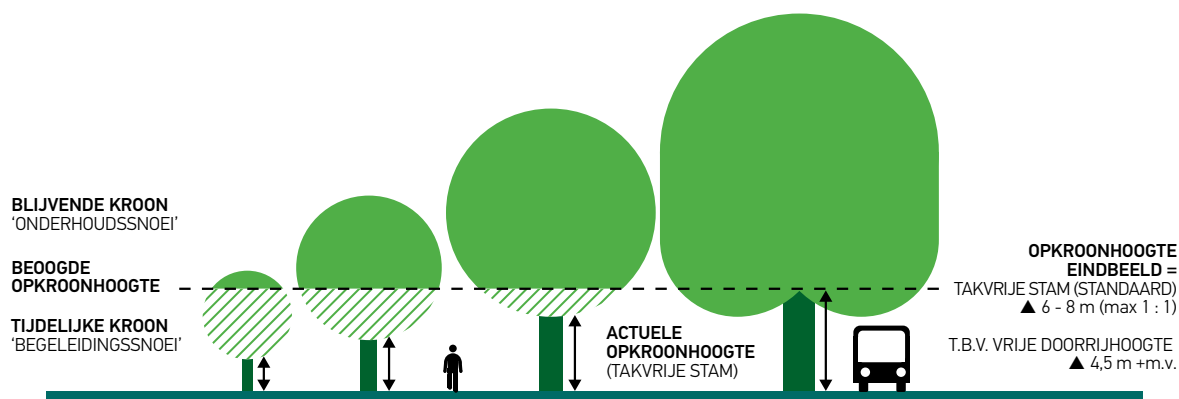 BLIJVENDE KROON
‘ONDERHOUDSSNOEI’
BEOOGDE
OPKROONHOOGTE
TIJDELIJKE KROON
‘BEGELEIDINGSSNOEI’
ACTUELE
OPKROONHOOGTE
(TAKVRIJE STAM)
OPKROONHOOGTE
EINDBEELD =
TAKVRIJE STAM (STANDAARD)
▲ 6 - 8 m (max 1 : 1)
T.B.V. VRIJE DOORRIJHOOGTE
▲ 4,5 m +m.v.